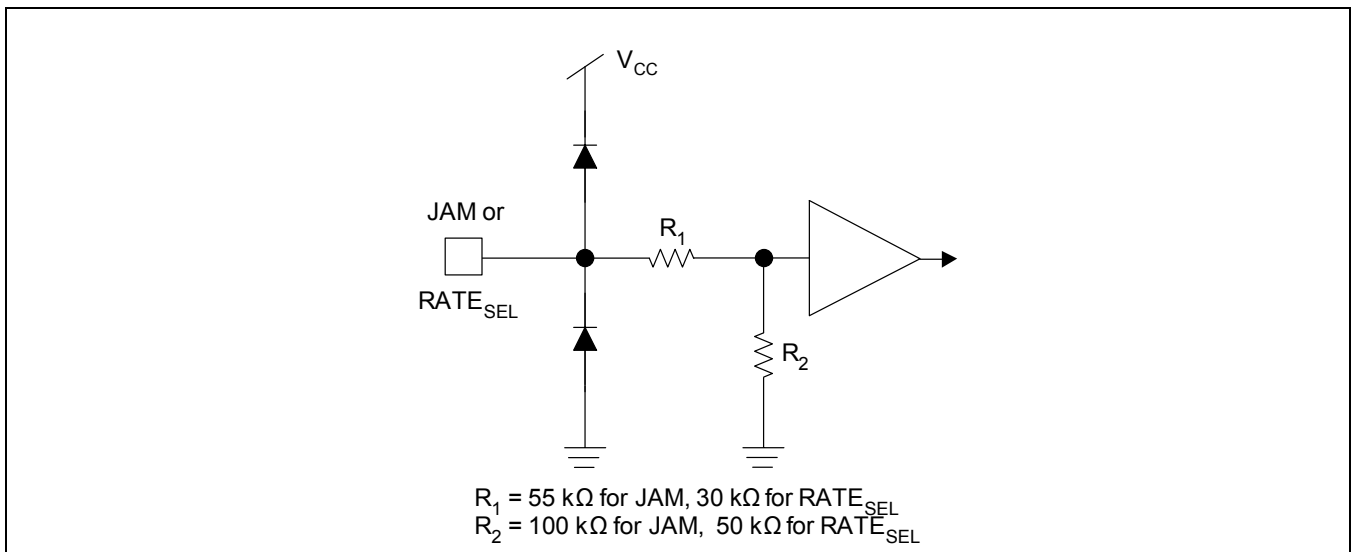 V_CC
JAM or
RATE_SEL
R_1
R_2
R_1 = 55 kΩ for JAM, 30 kΩ for RATE_SEL
R_2 = 100 kΩ for JAM, 50 kΩ for RATE_SEL